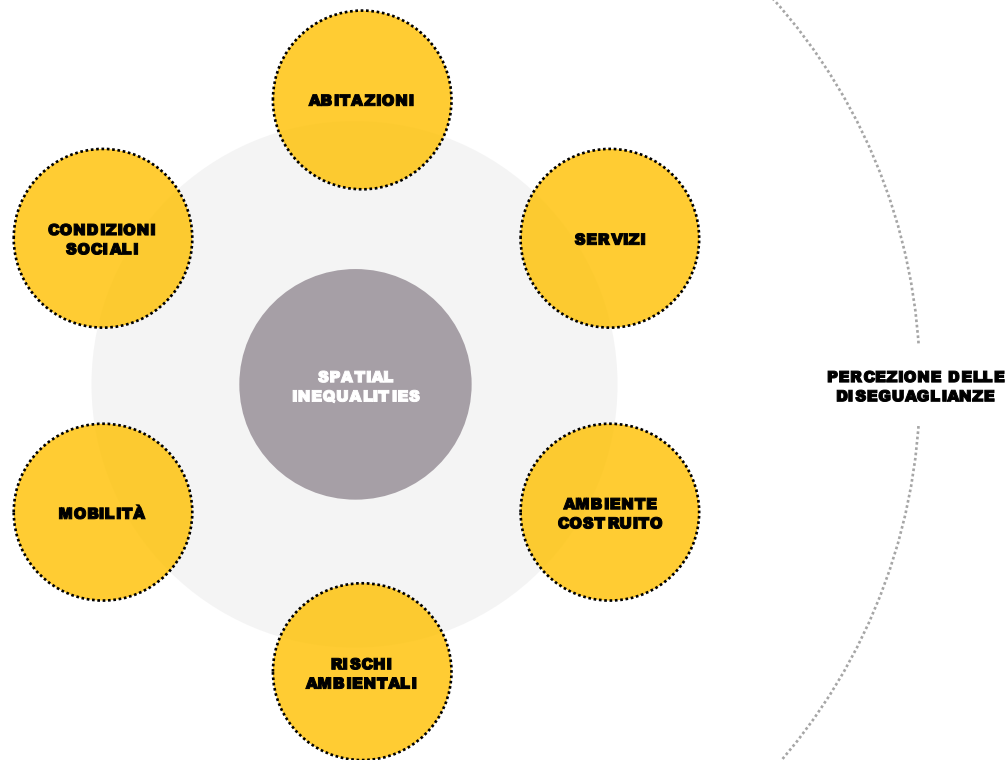 ABITAZIONI
CONDIZIONI
SOCIALI
SERVIZI
SPATIAL
INEQUALITIES
PERCEZIONE DELLE
DISEGUAGLIANZE
MOBILITÀ
AMBIENTE
COSTRUITO
RISCHI
AMBIENTALI